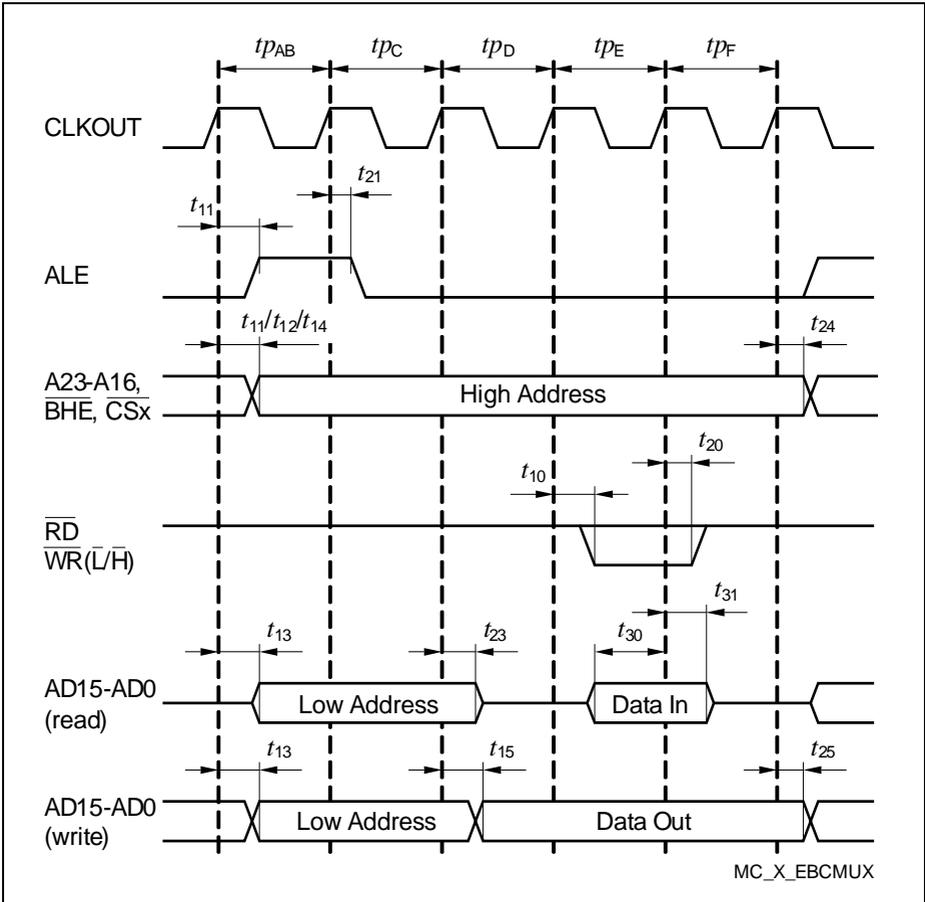 tpAB tpC tpD tpE tpF
CLKOUT
t21
t11
ALE
t11/t12/t14
t24
A23-A16,
BHE, CSx
High Address
t20
t10
RD
WR(L/H)
t31
t13 t23 t30
AD15-AD0
(read)
Low Address
Data In
t13 t15 t25
AD15-AD0
(write)
Low Address
Data Out
MC_X_EBCMUX